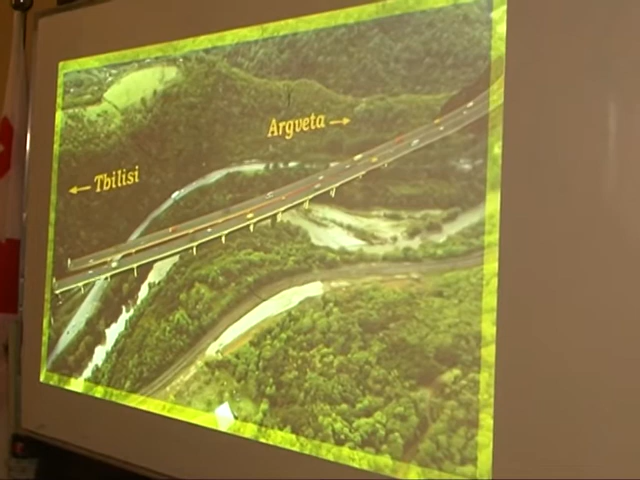 Argveta →
← Tbilisi